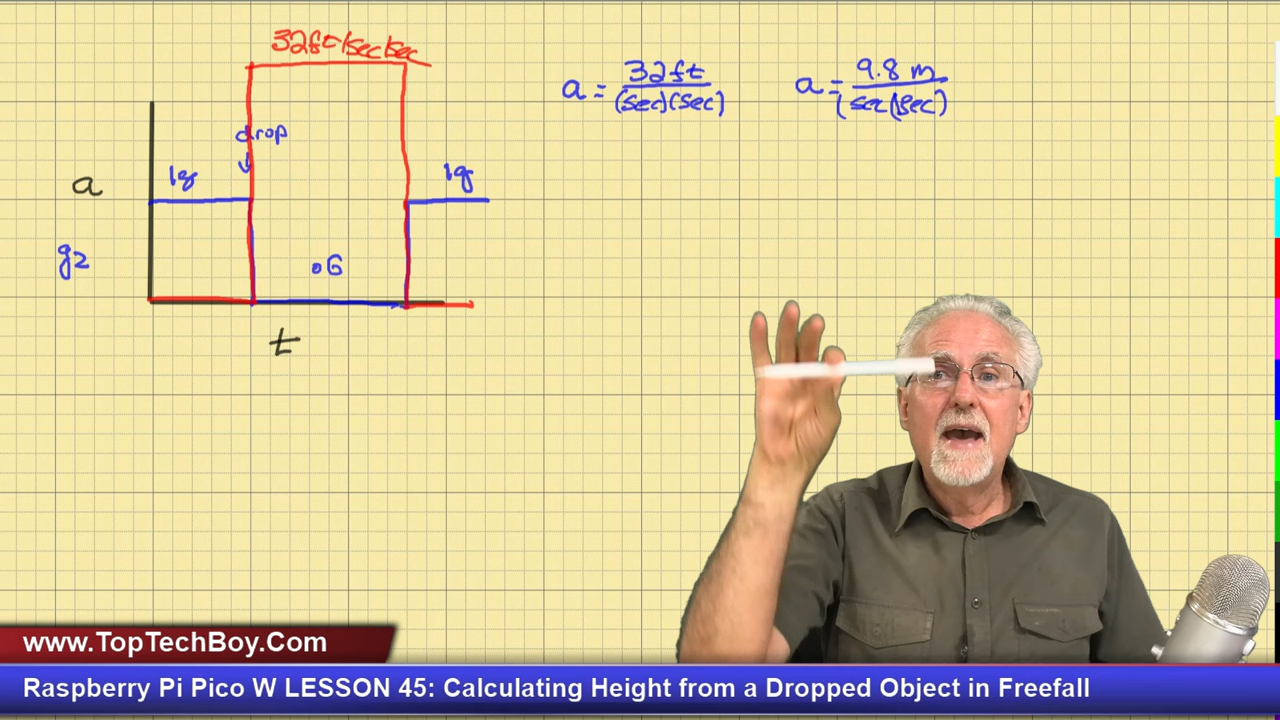 32ft/sec/sec
a = 32ft
(sec)(sec)
a = 9.8 m
(sec)(sec)
drop
1g
1g
a
gz
.6
t
www.TopTechBoy.Com
Raspberry Pi Pico W LESSON 45: Calculating Height from a Dropped Object in Freefall